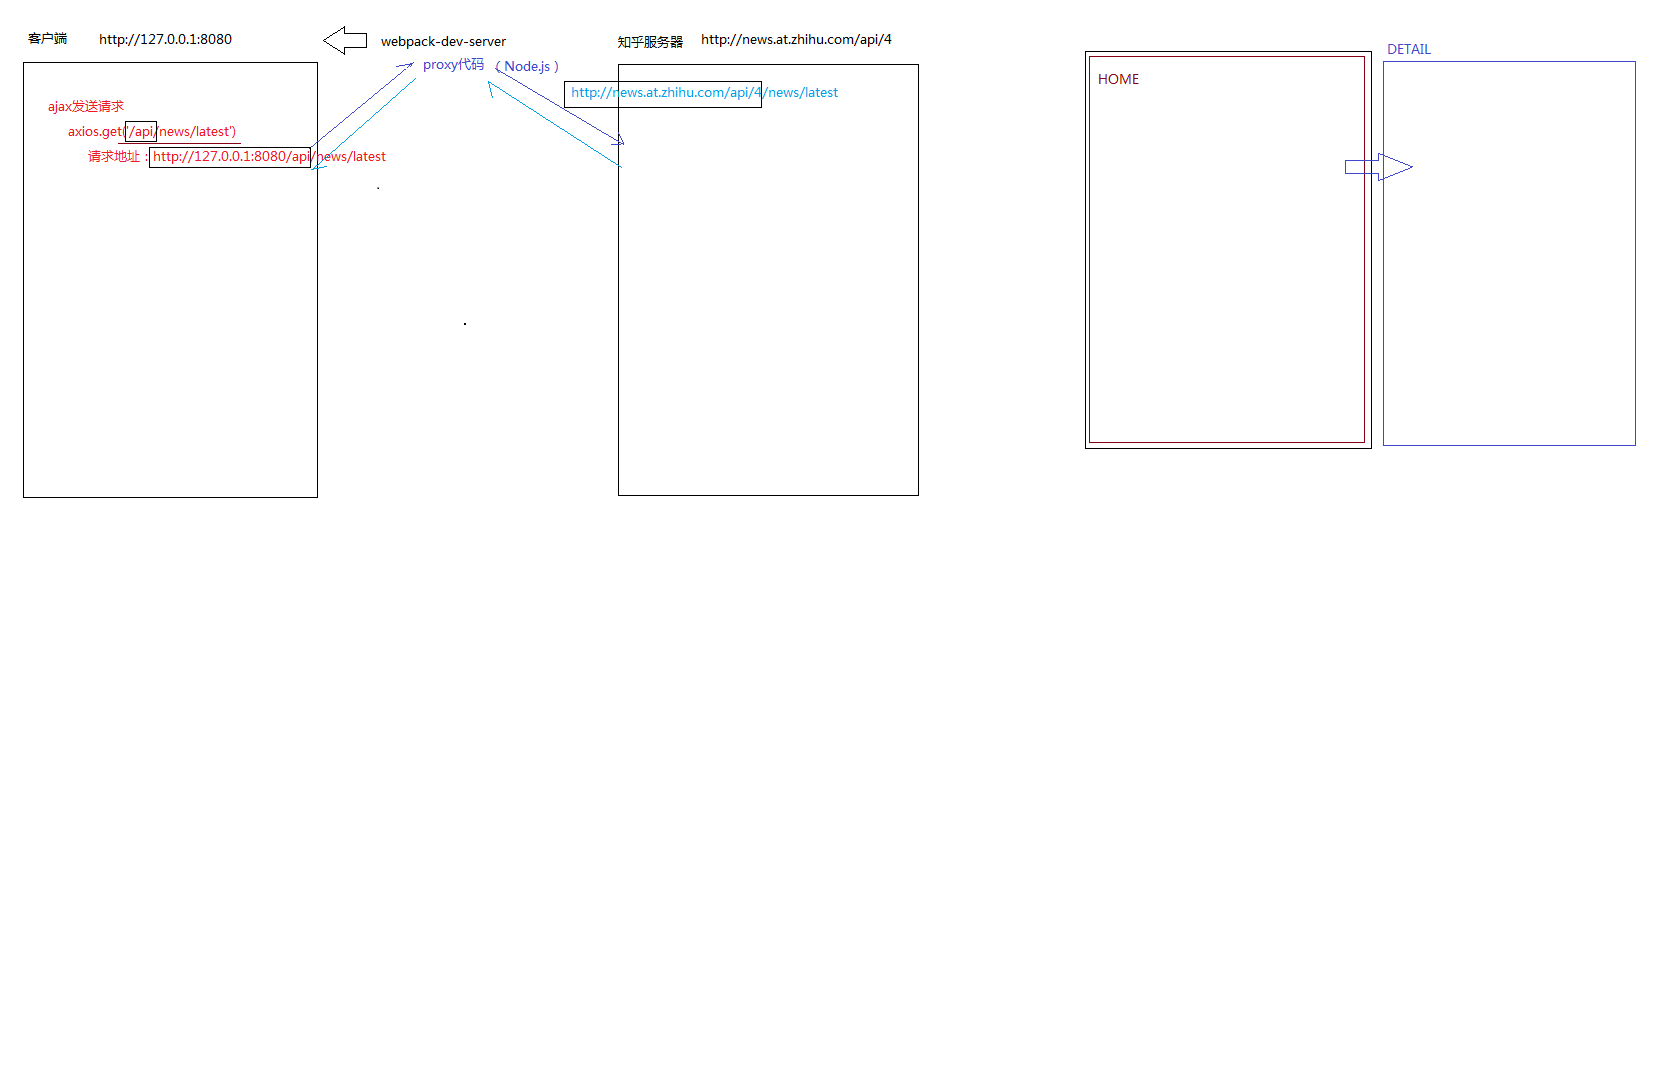 客户端 http://127.0.0.1:8080
webpack-dev-server
proxy代码 （Node.js）
ajax发送请求
axios.get('/api/news/latest')
请求地址：http://127.0.0.1:8080/api/news/latest
知乎服务器 http://news.at.zhihu.com/api/4
http://news.at.zhihu.com/api/4/news/latest
HOME
DETAIL